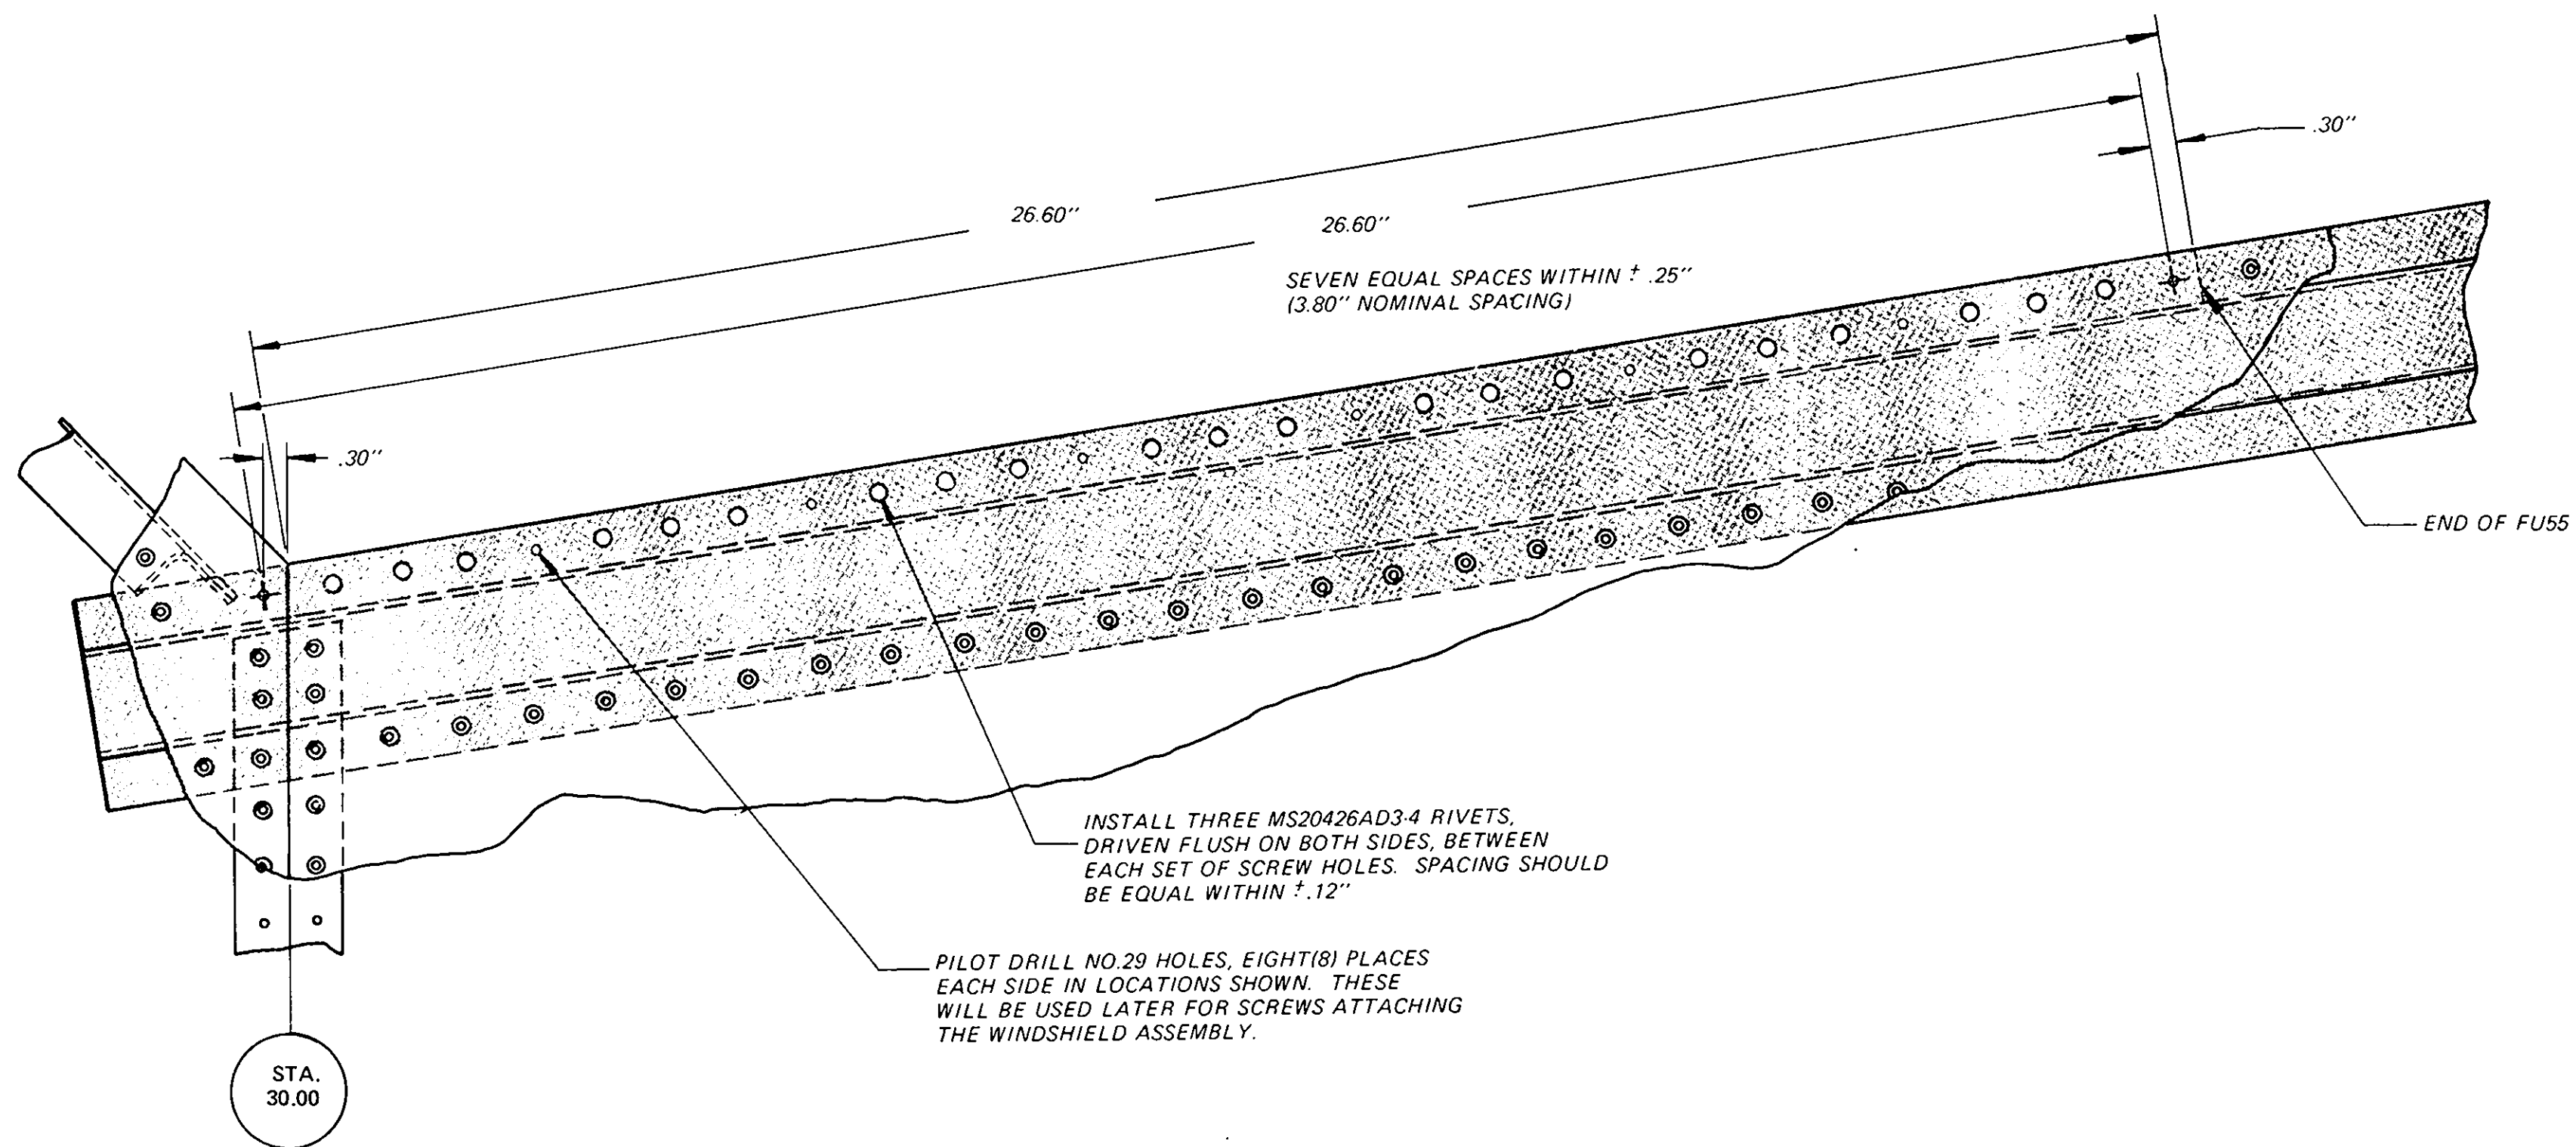 .30"
26.60"
26.60"
SEVEN EQUAL SPACES WITHIN ± .25"
(3.80" NOMINAL SPACING)
.30"
END OF FU55
INSTALL THREE MS20426AD3-4 RIVETS,
DRIVEN FLUSH ON BOTH SIDES, BETWEEN
EACH SET OF SCREW HOLES. SPACING SHOULD
BE EQUAL WITHIN ±.12"
PILOT DRILL NO.29 HOLES, EIGHT(8) PLACES
EACH SIDE IN LOCATIONS SHOWN. THESE
WILL BE USED LATER FOR SCREWS ATTACHING
THE WINDSHIELD ASSEMBLY.
STA.
30.00